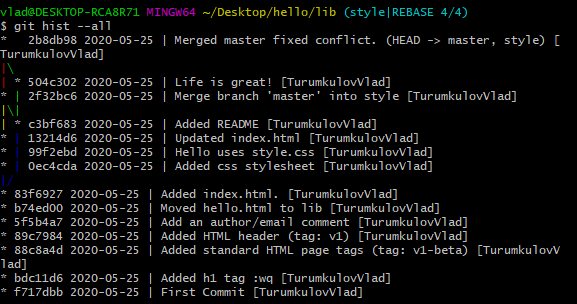 vlad@DESKTOP-RCA8R71 MINGW64 ~/Desktop/hello/lib (style|REBASE 4/4)
$ git hist --all
*   2b8db98 2020-05-25 | Merged master fixed conflict. (HEAD -> master, style) [
TurumkulovVlad]
|\
| * 504c302 2020-05-25 | Life is great! [TurumkulovVlad]
* | 2f32bc6 2020-05-25 | Merge branch 'master' into style [TurumkulovVlad]
|\|
| * c3bf683 2020-05-25 | Added README [TurumkulovVlad]
* | 13214d6 2020-05-25 | Updated index.html [TurumkulovVlad]
* | 99f2ebd 2020-05-25 | Hello uses style.css [TurumkulovVlad]
* | 0ec4cda 2020-05-25 | Added css stylesheet [TurumkulovVlad]
|/
* 83f6927 2020-05-25 | Added index.html. [TurumkulovVlad]
* b74ed00 2020-05-25 | Moved hello.html to lib [TurumkulovVlad]
* 5f5b4a7 2020-05-25 | Add an author/email comment [TurumkulovVlad]
* 89c7984 2020-05-25 | Added HTML header (tag: v1) [TurumkulovVlad]
* 88c8a4d 2020-05-25 | Added standard HTML page tags (tag: v1-beta) [TurumkulovV
lad]
* bdc11d6 2020-05-25 | Added h1 tag :wq [TurumkulovVlad]
* f717dbb 2020-05-25 | First Commit [TurumkulovVlad]